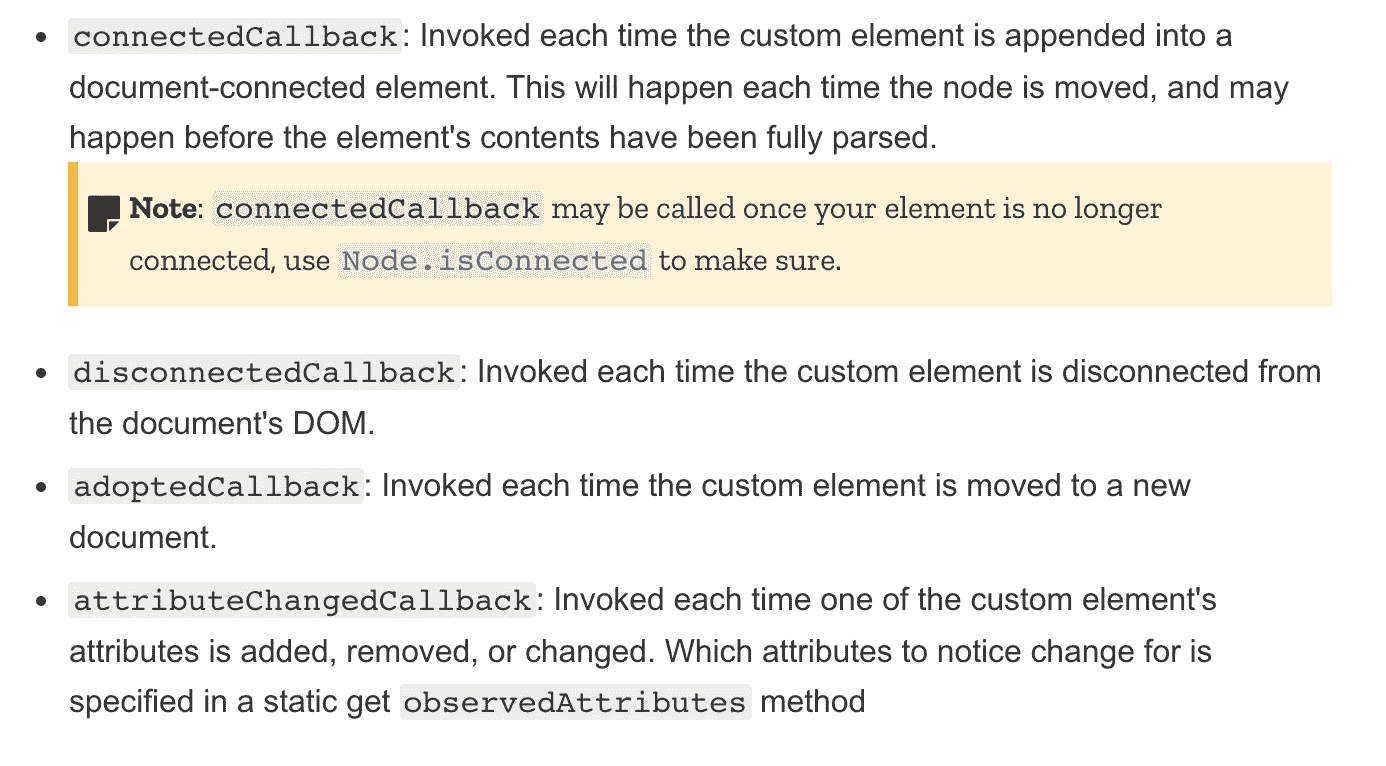 connectedCallback: Invoked each time the custom element is appended into a
document-connected element. This will happen each time the node is moved, and may
happen before the element's contents have been fully parsed.
Note: connectedCallback may be called once your element is no longer
connected, use Node.isConnected to make sure.
disconnectedCallback: Invoked each time the custom element is disconnected from
the document's DOM.
adoptedCallback: Invoked each time the custom element is moved to a new
document.
attributeChangedCallback: Invoked each time one of the custom element's
attributes is added, removed, or changed. Which attributes to notice change for is
specified in a static get observedAttributes method